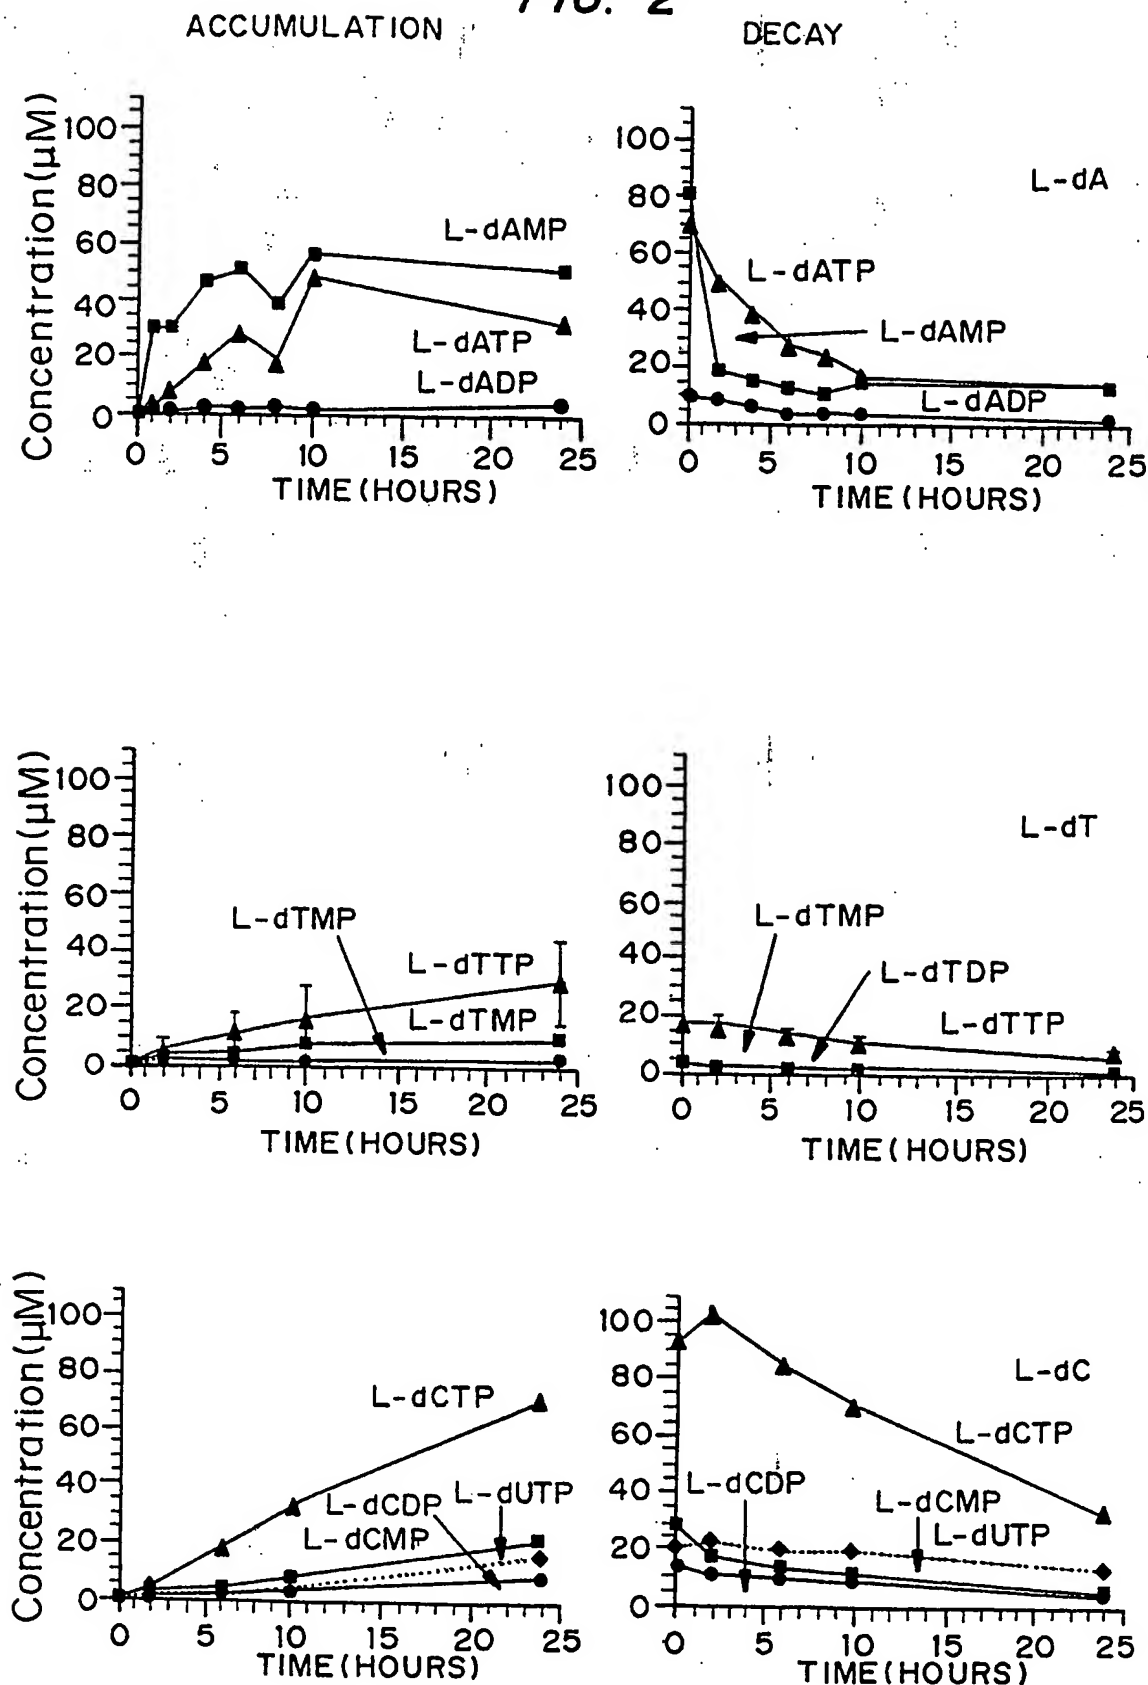 FIG. 2
ACCUMULATION
DECAY
Concentration (μM)
100
80
60
40
20
0
L-dAMP
L-dATP
L-dADP
0 5 10 15 20 25
TIME (HOURS)
100
80
60
40
20
0
L-dA
L-dATP
L-dAMP
L-dADP
0 5 10 15 20 25
TIME (HOURS)
Concentration (μM)
100
80
60
40
20
0
L-dTMP
L-dTTP
L-dTMP
0 5 10 15 20 25
TIME (HOURS)
100
80
60
40
20
0
L-dT
L-dTMP
L-dTDP
L-dTTP
0 5 10 15 20 25
TIME (HOURS)
Concentration (μM)
100
80
60
40
20
0
L-dCTP
L-dCDP
L-dUTP
L-dCMP
0 5 10 15 20 25
TIME (HOURS)
100
80
60
40
20
0
L-dC
L-dCTP
L-dCDP
L-dCMP
L-dUTP
0 5 10 15 20 25
TIME (HOURS)